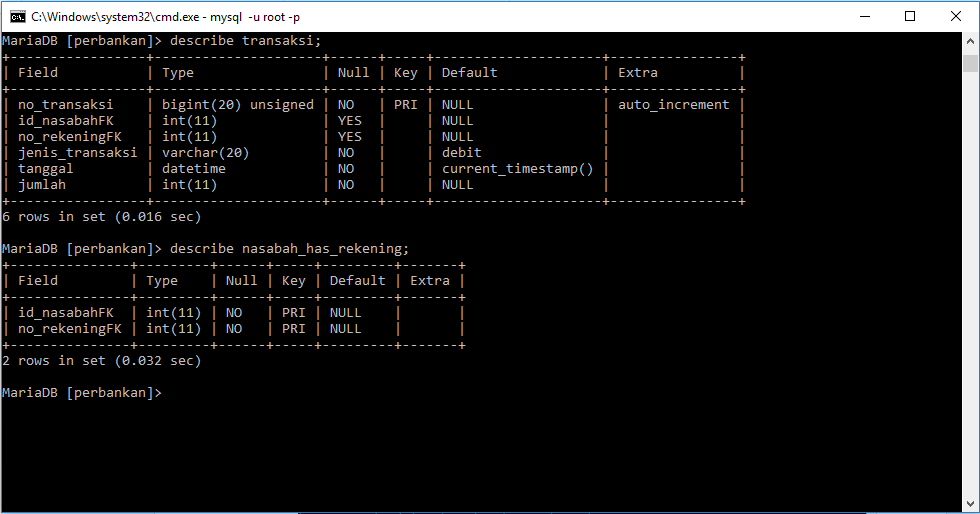 C:\Windows\system32\cmd.exe - mysql  -u root -p
MariaDB [perbankan]> describe transaksi;
+-----------------+---------------------+------+-----+---------------------+----------------+
| Field           | Type                | Null | Key | Default             | Extra          |
+-----------------+---------------------+------+-----+---------------------+----------------+
| no_transaksi    | bigint(20) unsigned | NO   | PRI | NULL                | auto_increment |
| id_nasabahFK    | int(11)             | YES  |     | NULL                |                |
| no_rekeningFK   | int(11)             | YES  |     | NULL                |                |
| jenis_transaksi | varchar(20)         | NO   |     | debit               |                |
| tanggal         | datetime            | NO   |     | current_timestamp() |                |
| jumlah          | int(11)             | NO   |     | NULL                |                |
+-----------------+---------------------+------+-----+---------------------+----------------+
6 rows in set (0.016 sec)
MariaDB [perbankan]> describe nasabah_has_rekening;
+---------------+---------+------+-----+---------+-------+
| Field         | Type    | Null | Key | Default | Extra |
+---------------+---------+------+-----+---------+-------+
| id_nasabahFK  | int(11) | NO   | PRI | NULL    |       |
| no_rekeningFK | int(11) | NO   | PRI | NULL    |       |
+---------------+---------+------+-----+---------+-------+
2 rows in set (0.032 sec)
MariaDB [perbankan]>